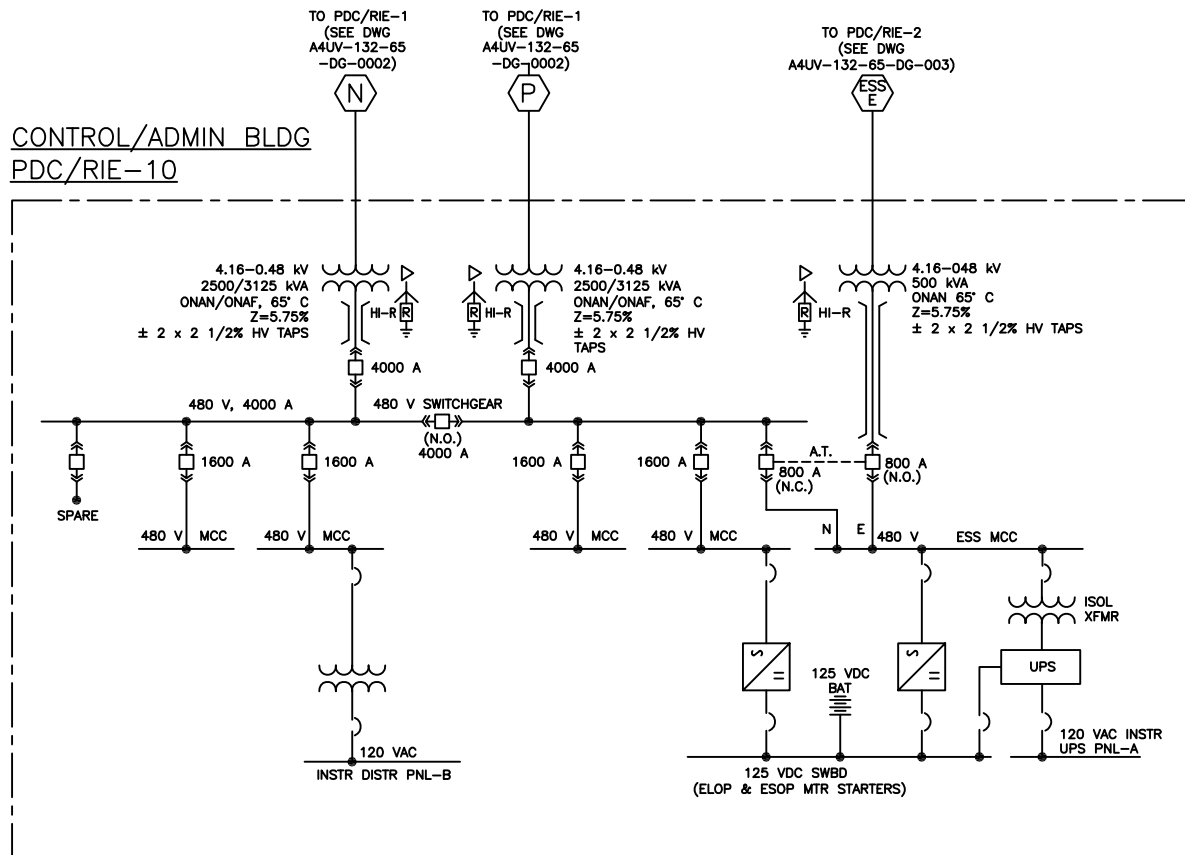 TO PDC/RIE-1
(SEE DWG
A4UV-132-65
-DG-0002)
N
TO PDC/RIE-1
(SEE DWG
A4UV-132-65
-DG-0002)
P
TO PDC/RIE-2
(SEE DWG
A4UV-132-65-DG-003)
ESS
E
CONTROL/ADMIN BLDG
PDC/RIE-10
4.16-0.48 kV
2500/3125 kVA
ONAN/ONAF, 65° C
Z=5.75%
± 2 x 2 1/2% HV TAPS
R
HI-R
4000 A
R
HI-R
4.16-0.48 kV
2500/3125 kVA
ONAN/ONAF, 65° C
Z=5.75%
± 2 x 2 1/2% HV
TAPS
4000 A
R
HI-R
4.16-048 kV
500 kVA
ONAN 65° C
Z=5.75%
± 2 x 2 1/2% HV TAPS
480 V, 4000 A
480 V SWITCHGEAR
(N.O.)
4000 A
SPARE
1600 A
1600 A
1600 A
1600 A
800 A
(N.C.)
A.T.
800 A
(N.O.)
480 V MCC
480 V MCC
480 V MCC
480 V MCC
N
E
480 V
ESS MCC
ISOL
XFMR
UPS
125 VDC
BAT
120 VAC
INSTR DISTR PNL-B
125 VDC SWBD
(ELOP & ESOP MTR STARTERS)
120 VAC INSTR
UPS PNL-A